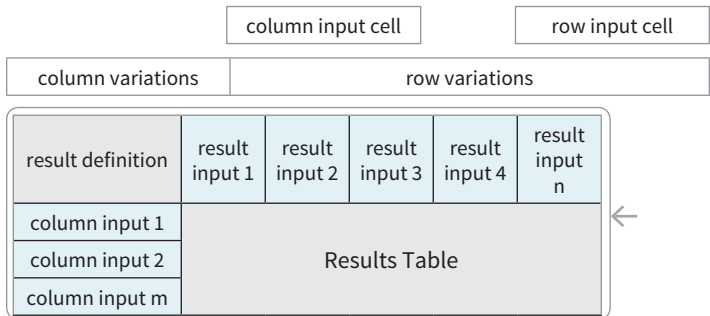 column input cell
row input cell
column variations
row variations
result definition
result
input 1
result
input 2
result
input 3
result
input 4
result
input
n
column input 1
column input 2
column input m
Results Table